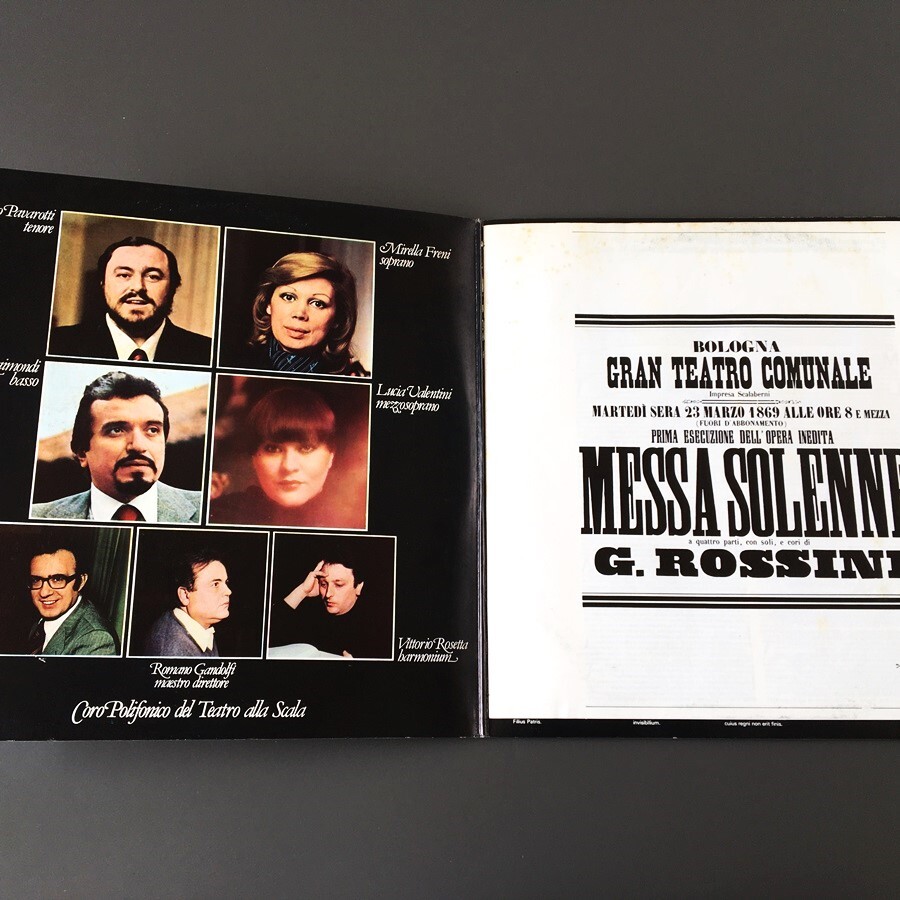 Pavarotti
tenore
Mirella Freni
soprano
aimondi
basso
Lucia Valentini
mezzosoprano
Vittorio Rosetta
harmonium
Romano Gandolfi
maestro direttore
Coro Polifonico del Teatro alla Scala
BOLOGNA
GRAN TEATRO COMUNALE
Impresa Scalaberni
MARTEDÌ SERA 23 MARZO 1869 ALLE ORE 8 E MEZZA
(FUORI D'ABBONAMENTO)
PRIMA ESECUZIONE DELL'OPERA INEDITA
MESSA SOLENNE
a quattro parti, con soli, e cori di
G. ROSSINI
Filius Patris. invisibilium. cuius regni non erit finis.